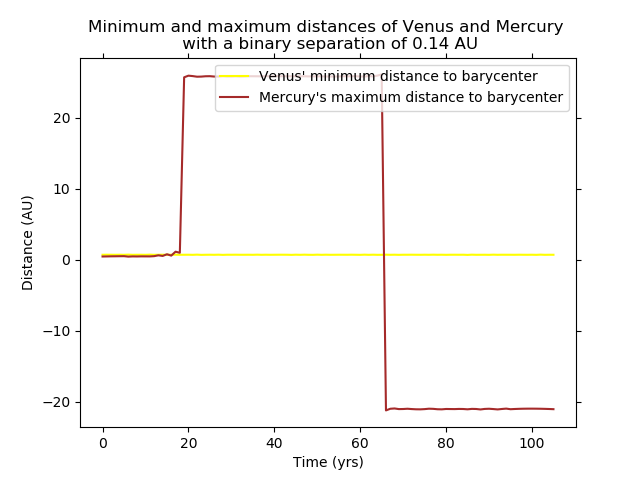 Minimum and maximum distances of Venus and Mercury
with a binary separation of 0.14 AU
Venus' minimum distance to barycenter
Mercury's maximum distance to barycenter
20
10
0
−10
−20
Distance (AU)
0 20 40 60 80 100
Time (yrs)